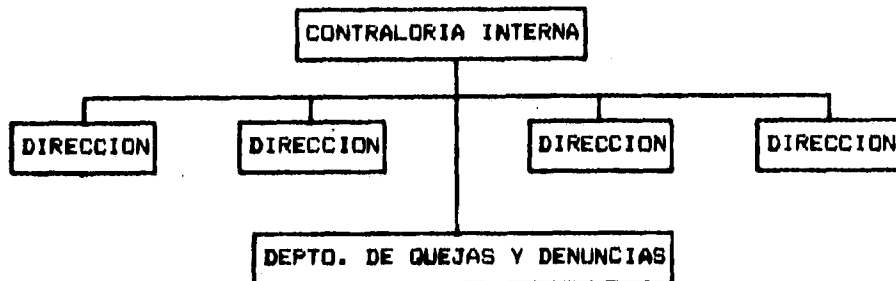 CONTRALORIA INTERNA
DIRECCION DIRECCION DIRECCION DIRECCION
DEPTO. DE QUEJAS Y DENUNCIAS